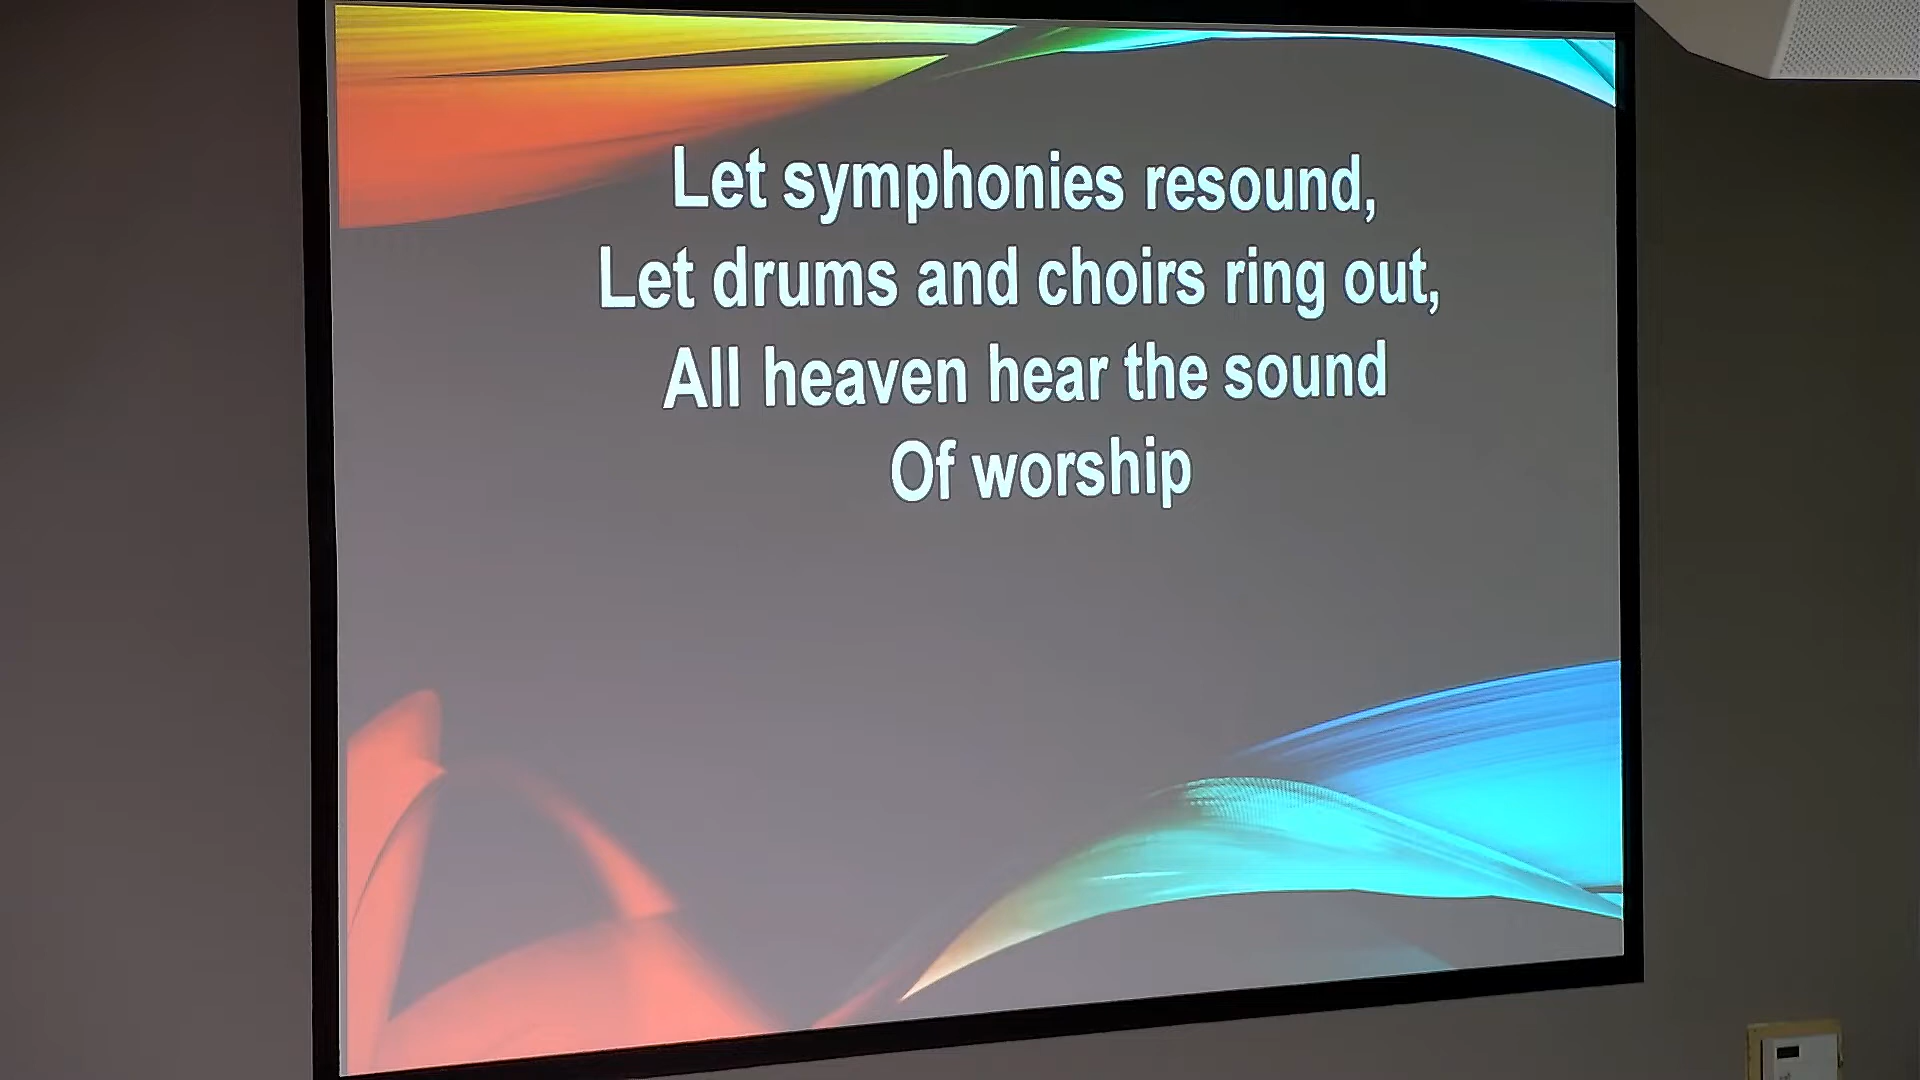 Let symphonies resound,
Let drums and choirs ring out,
All heaven hear the sound
Of worship